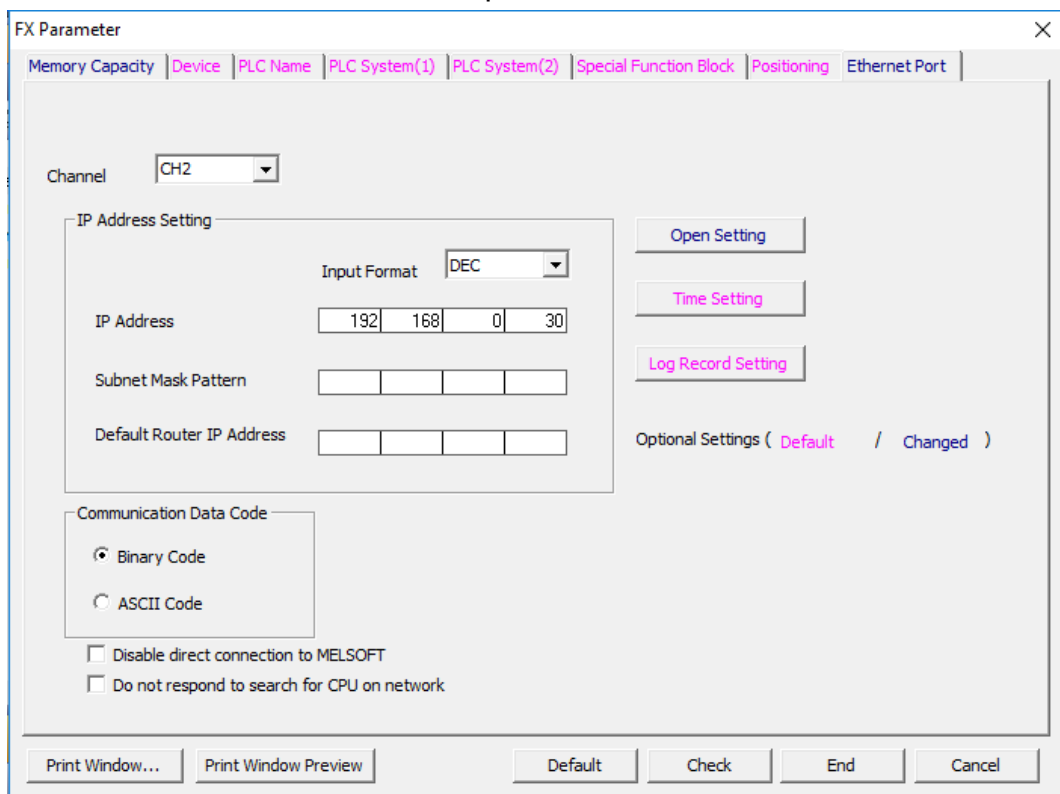 FX Parameter
Memory Capacity Device PLC Name PLC System(1) PLC System(2) Special Function Block Positioning Ethernet Port
Channel CH2
IP Address Setting
Input Format DEC
IP Address 192 168 0 30
Subnet Mask Pattern
Default Router IP Address
Open Setting
Time Setting
Log Record Setting
Optional Settings ( Default / Changed )
Communication Data Code
Binary Code
ASCII Code
Disable direct connection to MELSOFT
Do not respond to search for CPU on network
Print Window... Print Window Preview Default Check End Cancel